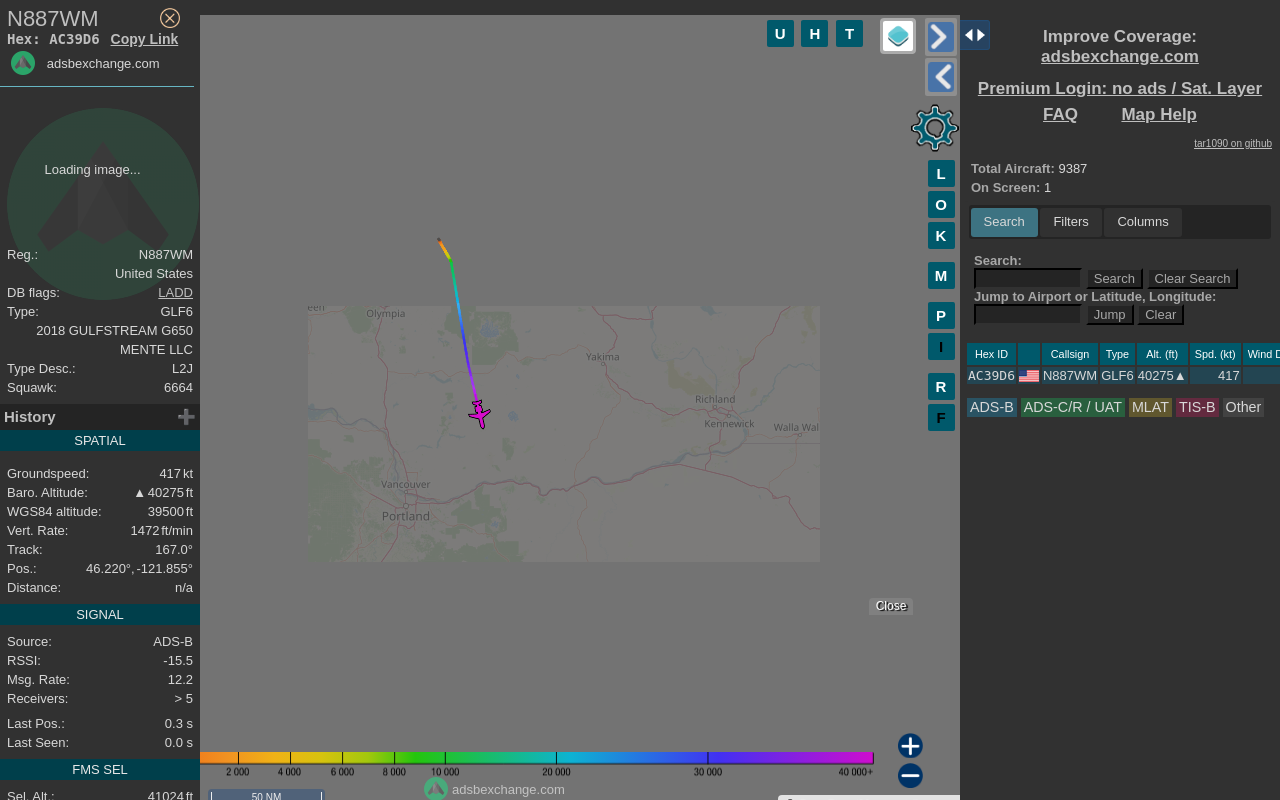 N887WM
Hex: AC39D6 Copy Link
adsbexchange.com
Loading image...
Reg.: N887WM
United States
DB flags: LADD
Type: GLF6
2018 GULFSTREAM G650
MENTE LLC
Type Desc.: L2J
Squawk: 6664
History
SPATIAL
Groundspeed: 417 kt
Baro. Altitude: ▲ 40275 ft
WGS84 altitude: 39500 ft
Vert. Rate: 1472 ft/min
Track: 167.0°
Pos.: 46.220°, -121.855°
Distance: n/a
SIGNAL
Source: ADS-B
RSSI: -15.5
Msg. Rate: 12.2
Receivers: > 5
Last Pos.: 0.3 s
Last Seen: 0.0 s
FMS SEL
Sel. Alt.: 41024 ft
U H T
L
O
K
M
P
I
R
F
Olympia
Yakima
Richland
Kennewick
Walla Wal
Vancouver
Portland
Close
2 000 4 000 6 000 8 000 10 000 20 000 30 000 40 000+
adsbexchange.com
50 NM
Improve Coverage:
adsbexchange.com
Premium Login: no ads / Sat. Layer
FAQ Map Help
tar1090 on github
Total Aircraft: 9387
On Screen: 1
Search Filters Columns
Search:
Search Clear Search
Jump to Airport or Latitude, Longitude:
Jump Clear
Hex ID Callsign Type Alt. (ft) Spd. (kt) Wind D
AC39D6 N887WM GLF6 40275▲ 417
ADS-B ADS-C/R / UAT MLAT TIS-B Other